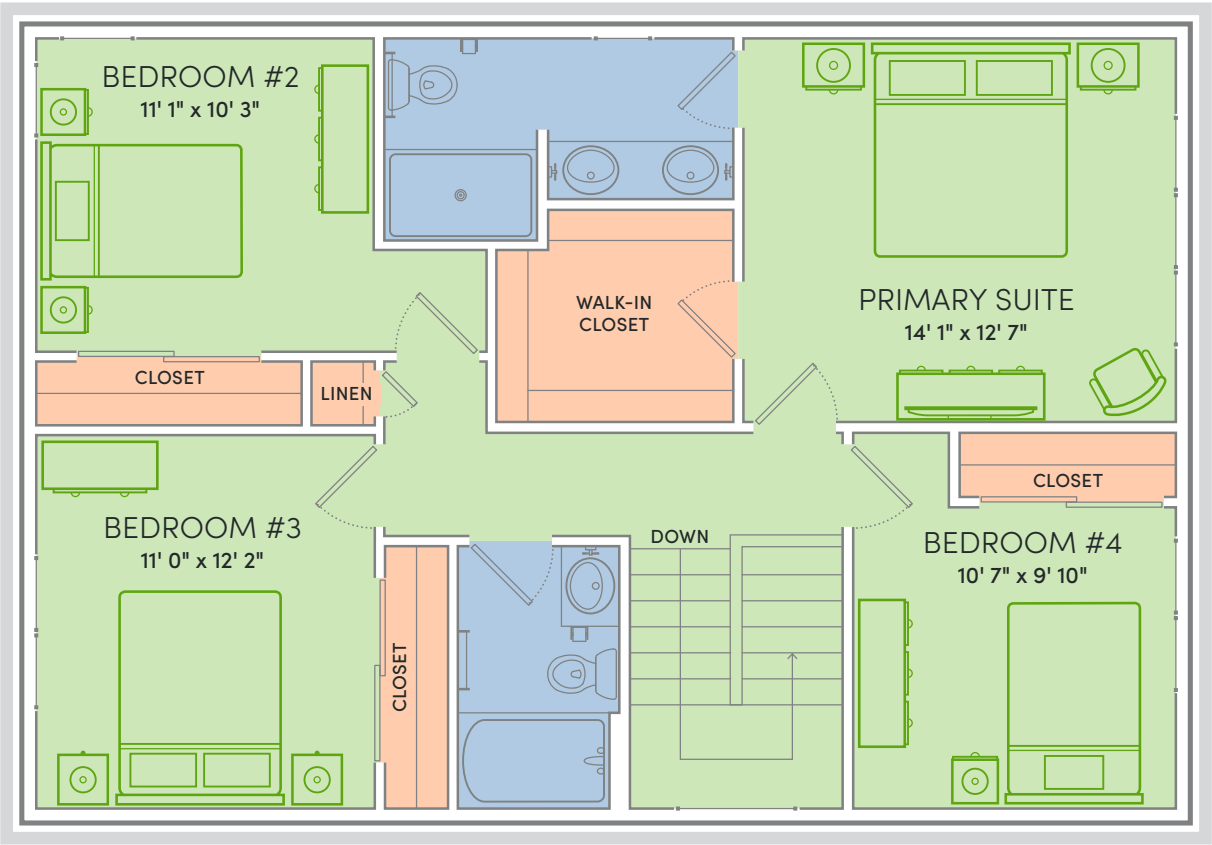 BEDROOM #2
11' 1" x 10' 3"
PRIMARY SUITE
14' 1" x 12' 7"
WALK-IN
CLOSET
CLOSET
LINEN
CLOSET
BEDROOM #3
11' 0" x 12' 2"
DOWN
BEDROOM #4
10' 7" x 9' 10"
CLOSET